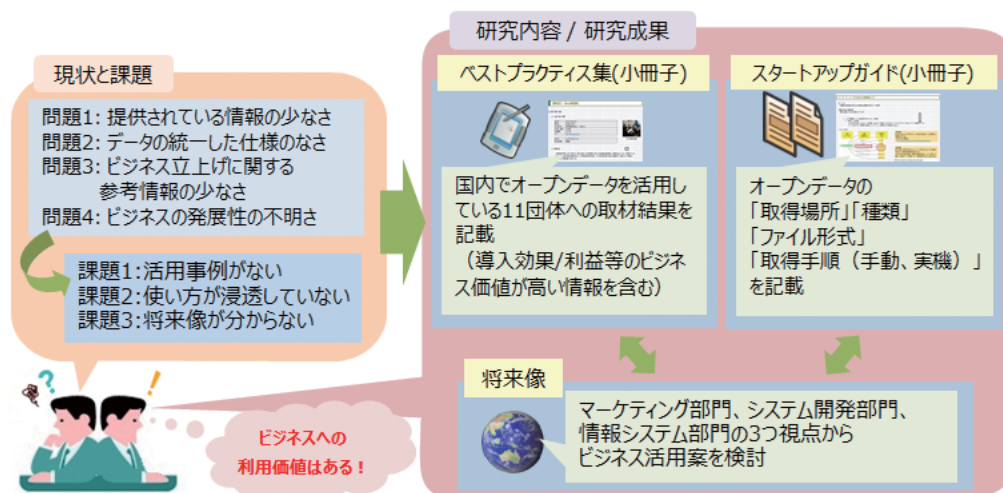 現状と課題
問題1: 提供されている情報の少なさ
問題2: データの統一した仕様のなさ
問題3: ビジネス立上げに関する
参考情報の少なさ
問題4: ビジネスの発展性の不明さ
課題1:活用事例がない
課題2:使い方が浸透していない
課題3:将来像が分からない
ビジネスへの
利用価値はある!
研究内容 / 研究成果
ベストプラクティス集(小冊子)
国内でオープンデータを活用し
ている11団体への取材結果を
記載
(導入効果/利益等のビジネ
ス価値が高い情報を含む)
スタートアップガイド(小冊子)
オープンデータの
「取得場所」「種類」
「ファイル形式」
「取得手順(手動、実機)」
を記載
将来像
マーケティング部門、システム開発部門、
情報システム部門の3つ視点から
ビジネス活用案を検討